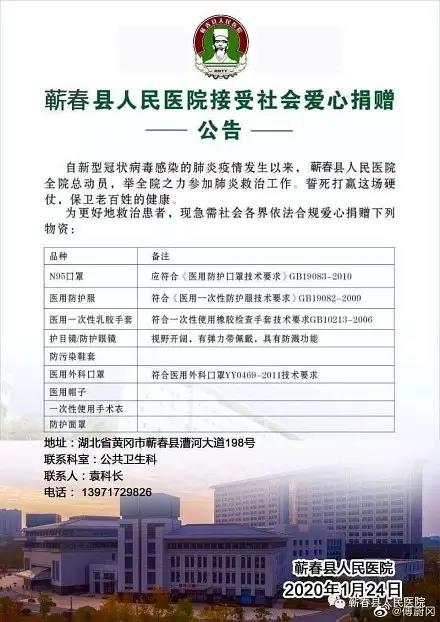 蕲春县人民医院
RMYY
蕲春县人民医院接受社会爱心捐赠
公告
自新型冠状病毒感染的肺炎疫情发生以来，蕲春县人民医院
全院总动员，举全院之力参加肺炎救治工作。誓死打赢这场硬
仗，保卫老百姓的健康。
为更好地救治患者，现急需社会各界依法合规爱心捐赠下列
物资：
品种 备注
N95口罩 应符合《医用防护口罩技术要求》GB19083-2010
医用防护服 符合《医用一次性防护服技术要求》GB19082-2009
医用一次性乳胶手套 符合一次性使用橡胶检查手套技术要求GB10213-2006
护目镜/防护眼镜 视野开阔，有弹力带佩戴，具有防溅功能
防污染鞋套
医用外科口罩 符合医用外科口罩YY0469-2011技术要求
医用帽子
一次性使用手术衣
防护面罩
地址：湖北省黄冈市蕲春县漕河大道198号
联系科室：公共卫生科
联系人：袁科长
电话：13971729826
蕲春县人民医院
2020年1月24日
蕲春县人民医院
@傅蔚冈